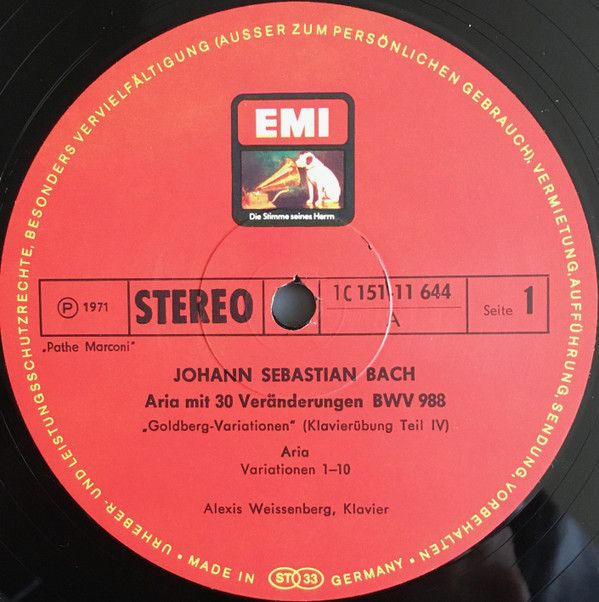 URHEBER- UND LEISTUNGSSCHUTZRECHTE, BESONDERS VERVIELFÄLTIGUNG (AUSSER ZUM PERSÖNLICHEN GEBRAUCH), VERMIETUNG, AUFFÜHRUNG, SENDUNG, VORBEHALTEN
EMI
Die Stimme seines Herrn
Ⓟ 1971
STEREO
1C 151-11 644
A
Seite 1
„Pathe Marconi"
JOHANN SEBASTIAN BACH
Aria mit 30 Veränderungen BWV 988
„Goldberg-Variationen" (Klavierübung Teil IV)
Aria
Variationen 1–10
Alexis Weissenberg, Klavier
• MADE IN ST 33 GERMANY •